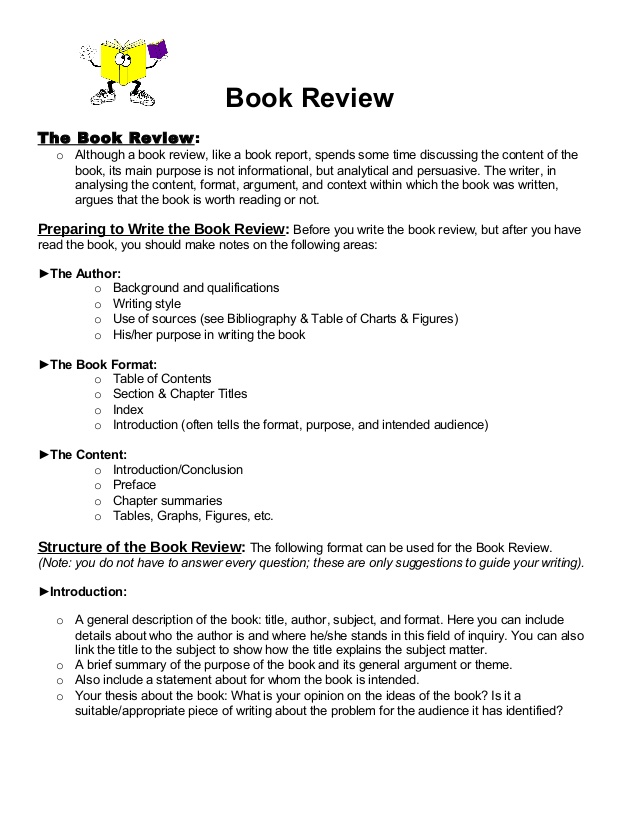 Book Review
The Book Review:
o Although a book review, like a book report, spends some time discussing the content of the
book, its main purpose is not informational, but analytical and persuasive. The writer, in
analysing the content, format, argument, and context within which the book was written,
argues that the book is worth reading or not.
Preparing to Write the Book Review: Before you write the book review, but after you have
read the book, you should make notes on the following areas:
►The Author:
o Background and qualifications
o Writing style
o Use of sources (see Bibliography & Table of Charts & Figures)
o His/her purpose in writing the book
►The Book Format:
o Table of Contents
o Section & Chapter Titles
o Index
o Introduction (often tells the format, purpose, and intended audience)
►The Content:
o Introduction/Conclusion
o Preface
o Chapter summaries
o Tables, Graphs, Figures, etc.
Structure of the Book Review: The following format can be used for the Book Review.
(Note: you do not have to answer every question; these are only suggestions to guide your writing).
►Introduction:
o A general description of the book: title, author, subject, and format. Here you can include
details about who the author is and where he/she stands in this field of inquiry. You can also
link the title to the subject to show how the title explains the subject matter.
o A brief summary of the purpose of the book and its general argument or theme.
o Also include a statement about for whom the book is intended.
o Your thesis about the book: What is your opinion on the ideas of the book? Is it a
suitable/appropriate piece of writing about the problem for the audience it has identified?